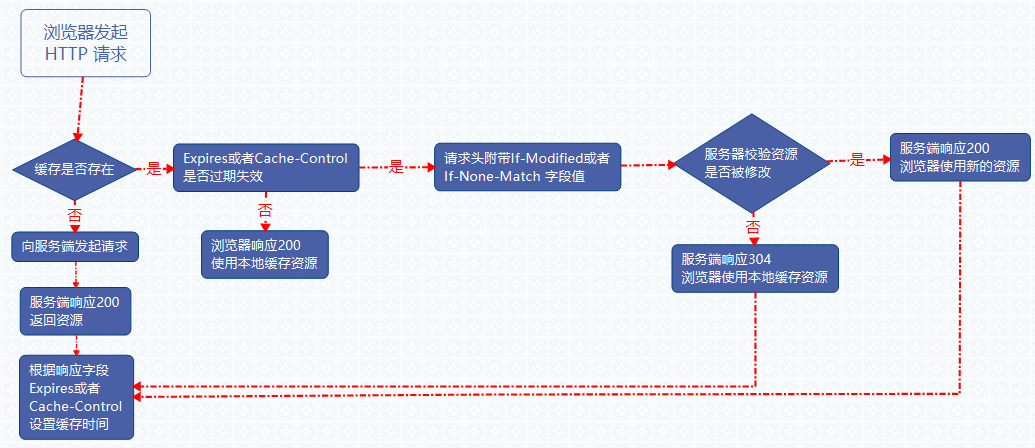 浏览器发起
HTTP 请求
缓存是否存在
是
Expires或者Cache-Control
是否过期失效
是
请求头附带If-Modified或者
If-None-Match 字段值
服务器校验资源
是否被修改
是
服务端响应200
浏览器使用新的资源
否
向服务端发起请求
否
浏览器响应200
使用本地缓存资源
否
服务端响应304
浏览器使用本地缓存资源
服务端响应200
返回资源
根据响应字段
Expires或者
Cache-Control
设置缓存时间